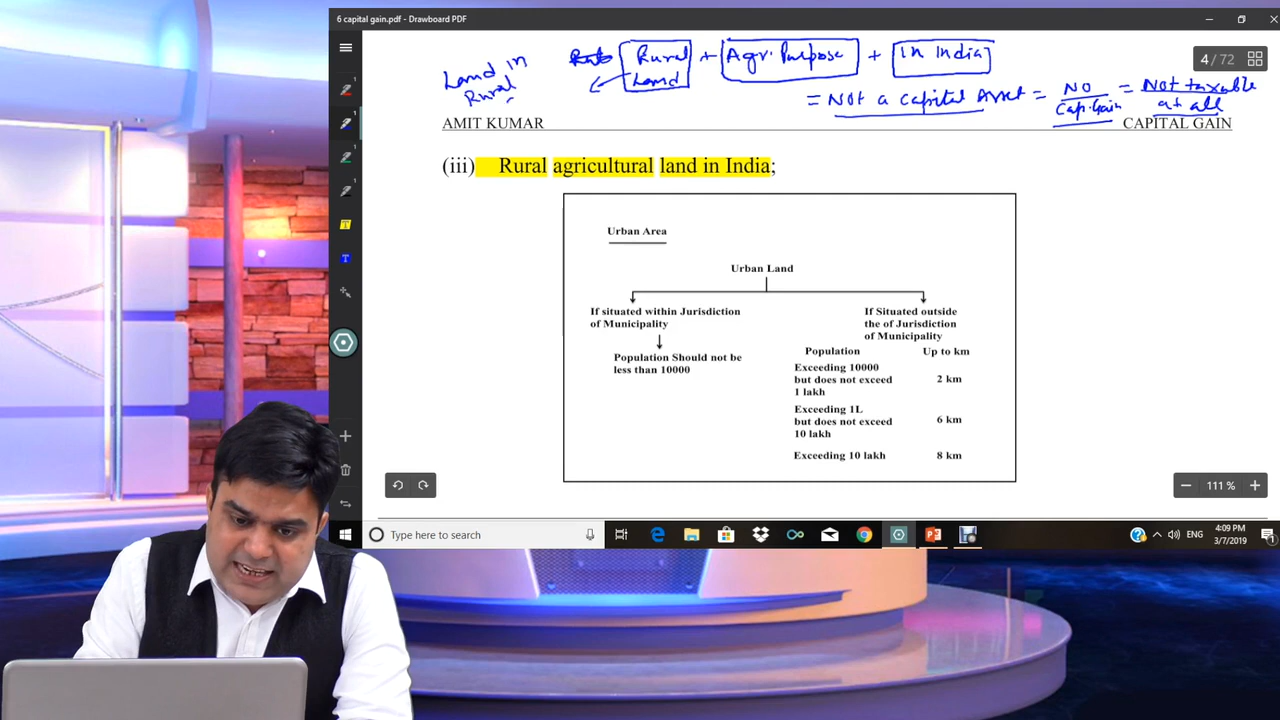 6 capital gain.pdf - Drawboard PDF
4 / 72
Land in
Rural
Rural
Land
+
Agr. Purpose
+
In India
= Not a capital Asset = NO
Cap. Gain
= Not taxable
at all
AMIT KUMAR
CAPITAL GAIN
(iii) Rural agricultural land in India;
Urban Area
Urban Land
If situated within Jurisdiction
of Municipality
Population Should not be
less than 10000
If Situated outside
the of Jurisdiction
of Municipality
Population Up to km
Exceeding 10000
but does not exceed 2 km
1 lakh
Exceeding 1L
but does not exceed 6 km
10 lakh
Exceeding 10 lakh 8 km
111 %
Type here to search
ENG
4:09 PM
3/7/2019